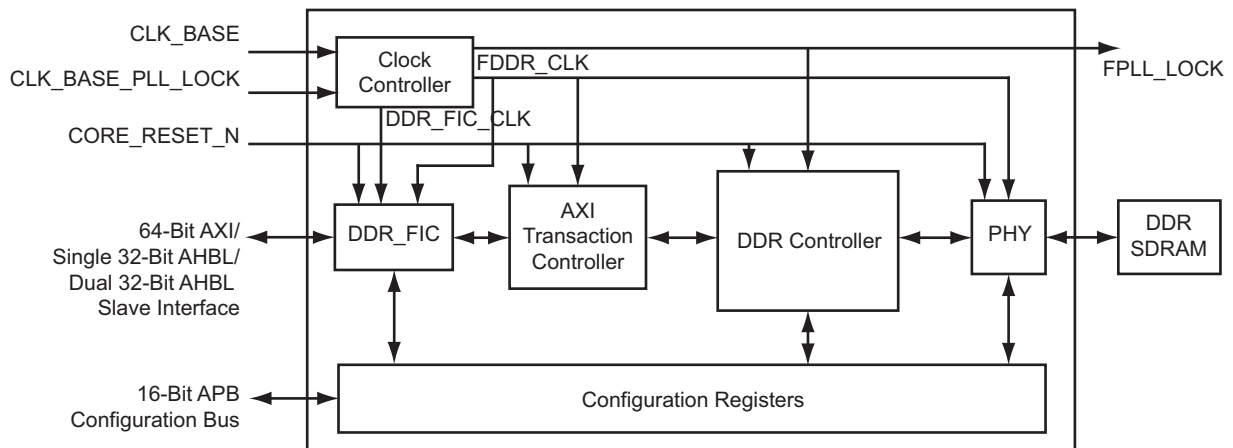 CLK_BASE
CLK_BASE_PLL_LOCK
CORE_RESET_N
Clock
Controller
FDDR_CLK
DDR_FIC_CLK
FPLL_LOCK
64-Bit AXI/
Single 32-Bit AHBL/
Dual 32-Bit AHBL
Slave Interface
DDR_FIC
AXI
Transaction
Controller
DDR Controller
PHY
DDR
SDRAM
16-Bit APB
Configuration Bus
Configuration Registers